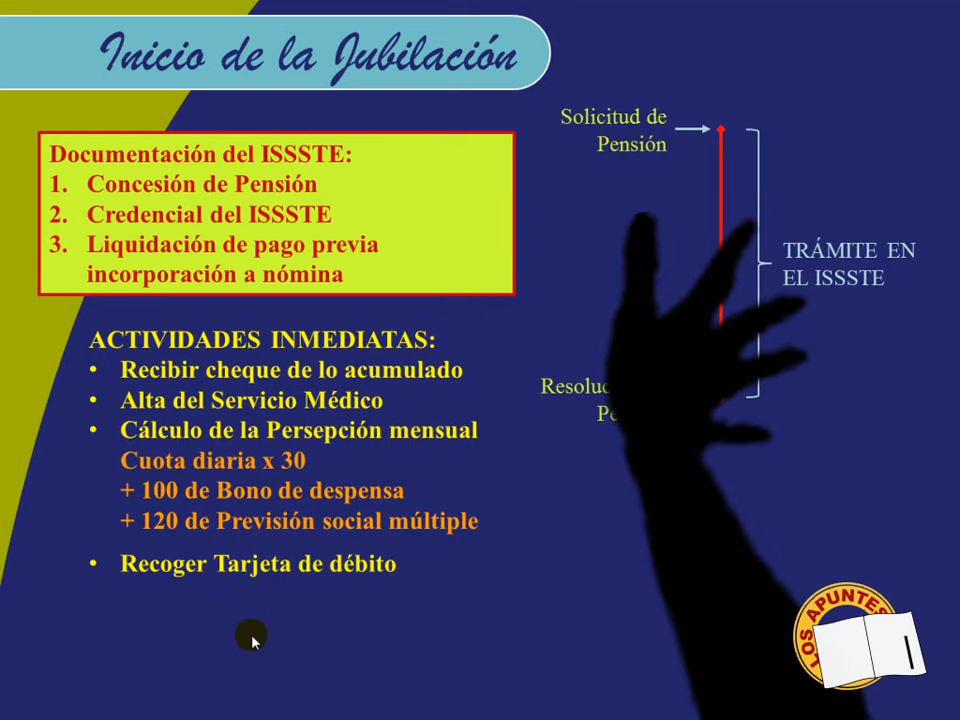 Inicio de la Jubilación
Documentación del ISSSTE:
1. Concesión de Pensión
2. Credencial del ISSSTE
3. Liquidación de pago previa
incorporación a nómina
ACTIVIDADES INMEDIATAS:
• Recibir cheque de lo acumulado
• Alta del Servicio Médico
• Cálculo de la Persepción mensual
Cuota diaria x 30
+ 100 de Bono de despensa
+ 120 de Previsión social múltiple
• Recoger Tarjeta de débito
Solicitud de
Pensión
TRÁMITE EN
EL ISSSTE
LOS APUNTES